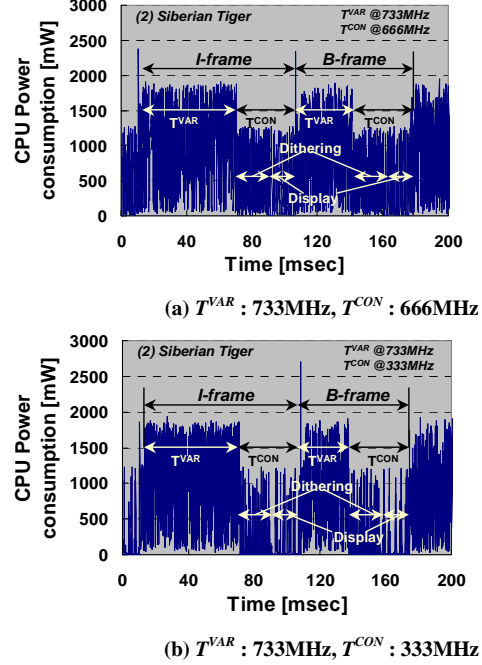 3000
2500
2000
1500
1000
500
0
CPU Power
consumption [mW]
(2) Siberian Tiger
T^VAR @733MHz
T^CON @666MHz
I-frame
B-frame
T^VAR
T^CON
T^VAR
T^CON
Dithering
Display
0 40 80 120 160 200
Time [msec]
(a) T^VAR : 733MHz, T^CON : 666MHz
3000
2500
2000
1500
1000
500
0
CPU Power
consumption [mW]
(2) Siberian Tiger
T^VAR @733MHz
T^CON @333MHz
I-frame
B-frame
T^VAR
T^CON
T^VAR
T^CON
Dithering
Display
0 40 80 120 160 200
Time [msec]
(b) T^VAR : 733MHz, T^CON : 333MHz